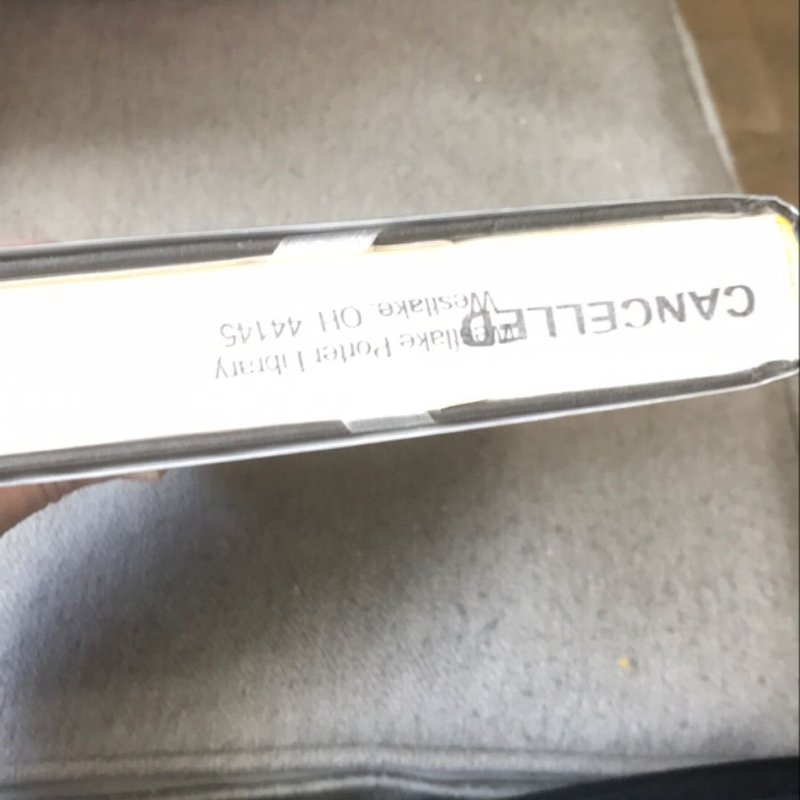 Westlake Porter Library
Westlake, OH 44145
CANCELLED